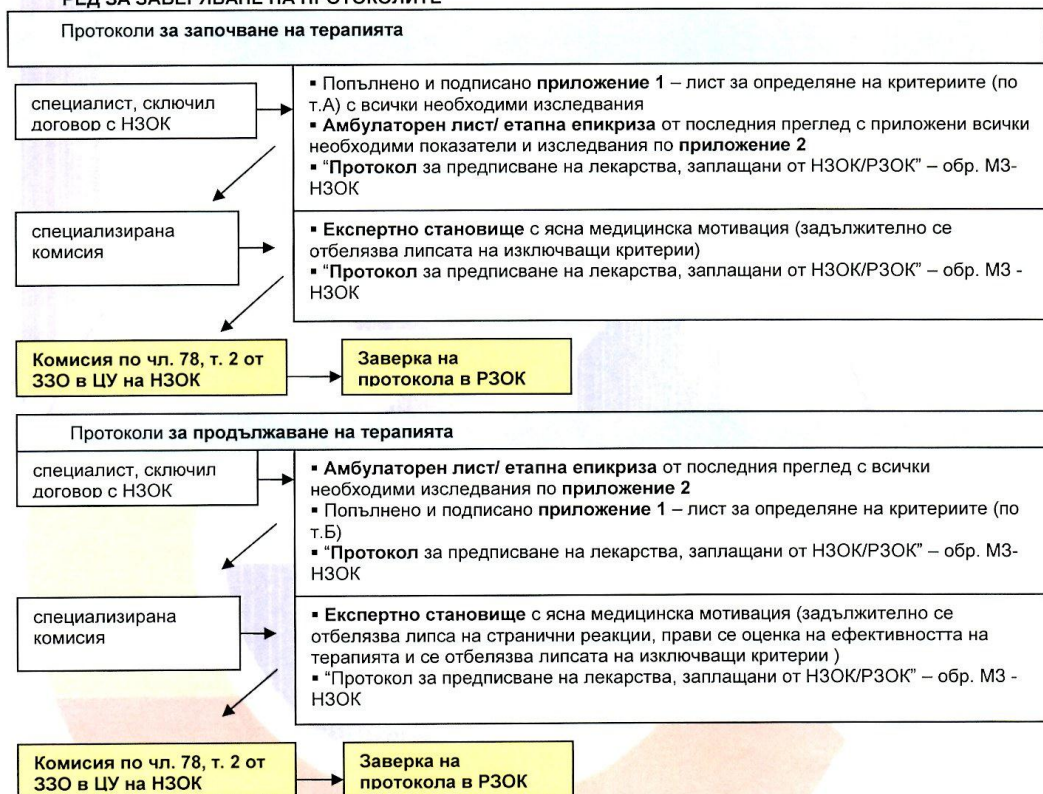 РЕД ЗА ЗАВЕРЯВАНЕ НА ПРОТОКОЛИТЕ
Протоколи за започване на терапията
специалист, сключил
договор с НЗОК
▪ Попълнено и подписано приложение 1 – лист за определяне на критериите (по
т.А) с всички необходими изследвания
▪ Амбулаторен лист/ етапна епикриза от последния преглед с приложени всички
необходими показатели и изследвания по приложение 2
▪ “Протокол за предписване на лекарства, заплащани от НЗОК/РЗОК” – обр. МЗ-
НЗОК
специализирана
комисия
▪ Експертно становище с ясна медицинска мотивация (задължително се
отбелязва липсата на изключващи критерии)
▪ “Протокол за предписване на лекарства, заплащани от НЗОК/РЗОК” – обр. МЗ -
НЗОК
Комисия по чл. 78, т. 2 от
ЗЗО в ЦУ на НЗОК
Заверка на
протокола в РЗОК
Протоколи за продължаване на терапията
специалист, сключил
договор с НЗОК
▪ Амбулаторен лист/ етапна епикриза от последния преглед с всички
необходими изследвания по приложение 2
▪ Попълнено и подписано приложение 1 – лист за определяне на критериите (по
т.Б)
▪ “Протокол за предписване на лекарства, заплащани от НЗОК/РЗОК” – обр. МЗ-
НЗОК
специализирана
комисия
▪ Експертно становище с ясна медицинска мотивация (задължително се
отбелязва липса на странични реакции, прави се оценка на ефективността на
терапията и се отбелязва липсата на изключващи критерии )
▪ “Протокол за предписване на лекарства, заплащани от НЗОК/РЗОК” – обр. МЗ -
НЗОК
Комисия по чл. 78, т. 2 от
ЗЗО в ЦУ на НЗОК
Заверка на
протокола в РЗОК